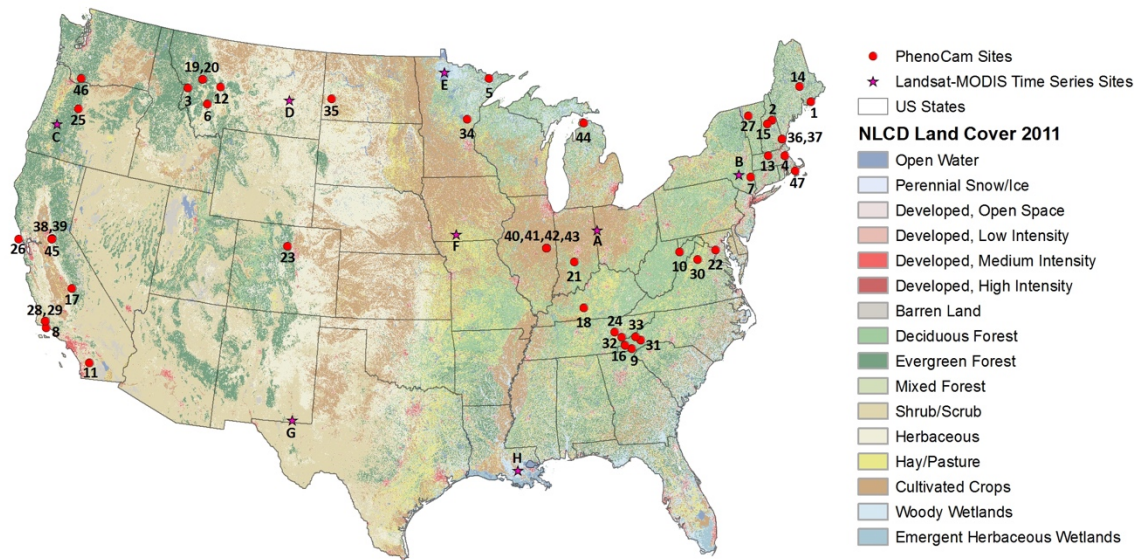 19,20
46
3
12
6
25
C
D
35
E
5
34
44
14
1
2
27
15
36,37
13
4
B
7
47
38,39
26
45
23
F
40,41,42,43
A
21
10
30
22
17
28,29
8
11
18
24
33
32
16
9
31
G
H
PhenoCam Sites
Landsat-MODIS Time Series Sites
US States
NLCD Land Cover 2011
Open Water
Perennial Snow/Ice
Developed, Open Space
Developed, Low Intensity
Developed, Medium Intensity
Developed, High Intensity
Barren Land
Deciduous Forest
Evergreen Forest
Mixed Forest
Shrub/Scrub
Herbaceous
Hay/Pasture
Cultivated Crops
Woody Wetlands
Emergent Herbaceous Wetlands